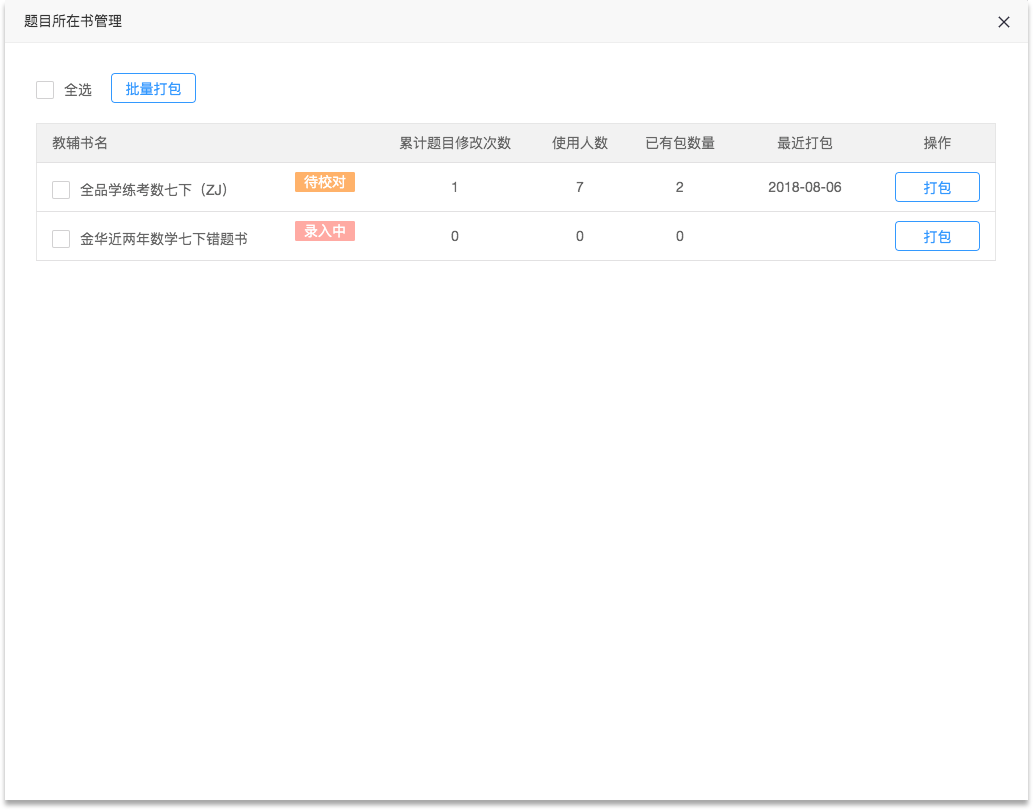 题目所在书管理
全选 批量打包
教辅书名 累计题目修改次数 使用人数 已有包数量 最近打包 操作
全品学练考数七下（ZJ） 待校对 1 7 2 2018-08-06 打包
金华近两年数学七下错题书 录入中 0 0 0 打包